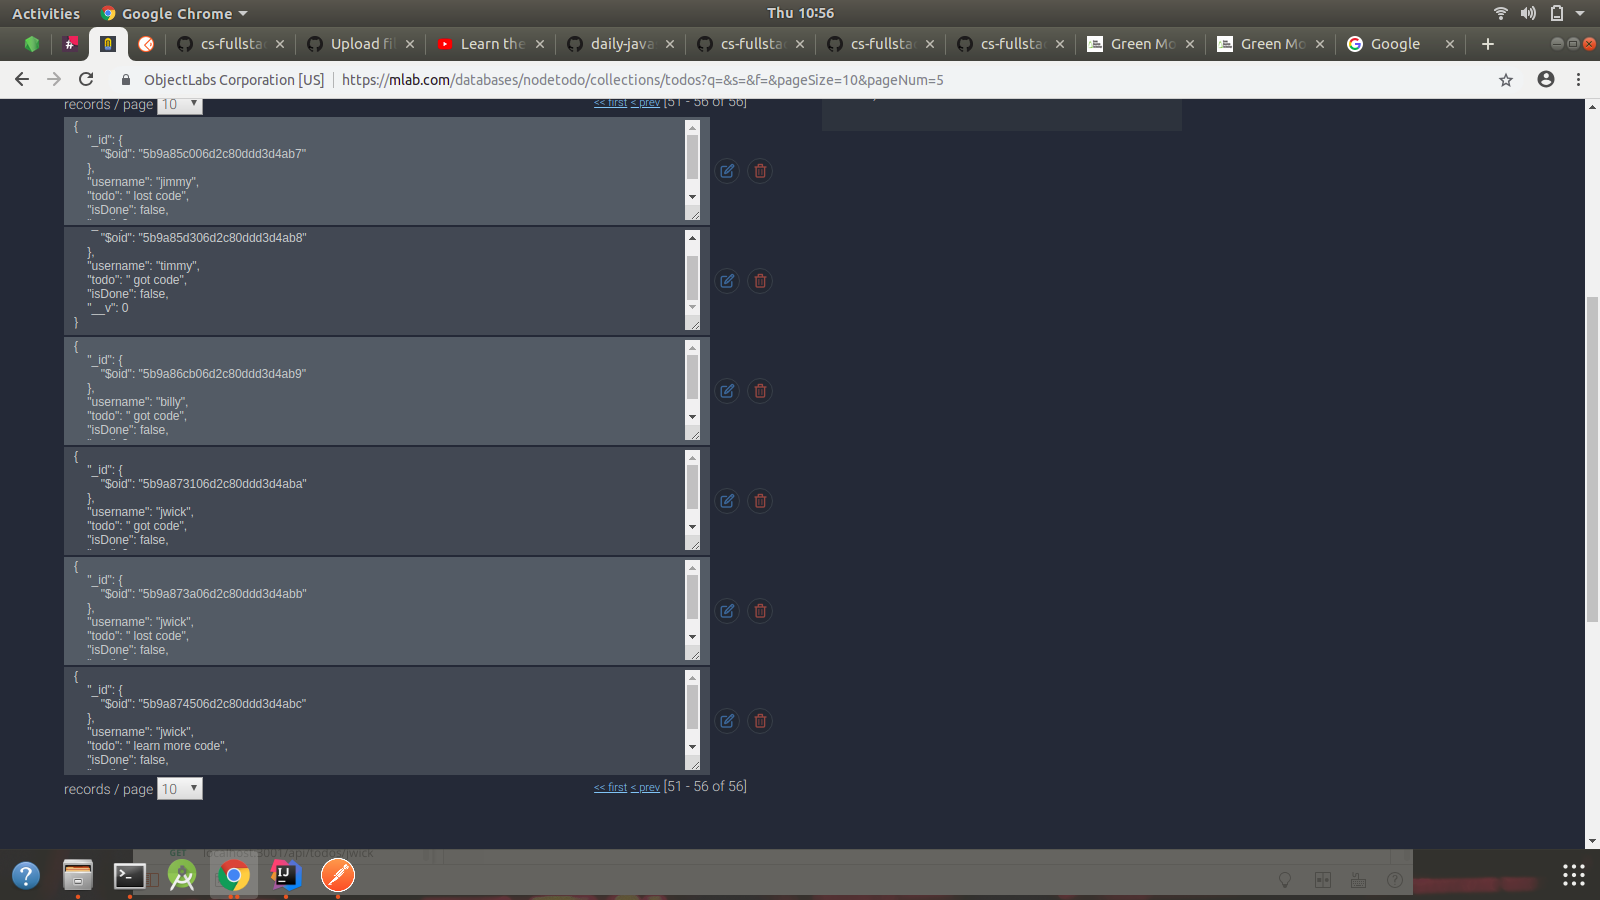 Activities Google Chrome Thu 10:56
cs-fullsta Upload fil Learn the daily-java cs-fullsta cs-fullsta cs-fullsta Green Mo Green Mo Google
ObjectLabs Corporation [US] https://mlab.com/databases/nodetodo/collections/todos?q=&s=&f=&pageSize=10&pageNum=5
records / page 10 << first < prev [51 - 56 of 56]
{
"_id": {
"$oid": "5b9a85c006d2c80ddd3d4ab7"
},
"username": "jimmy",
"todo": " lost code",
"isDone": false,
"$oid": "5b9a85d306d2c80ddd3d4ab8"
},
"username": "timmy",
"todo": " got code",
"isDone": false,
"__v": 0
}
{
"_id": {
"$oid": "5b9a86cb06d2c80ddd3d4ab9"
},
"username": "billy",
"todo": " got code",
"isDone": false,
{
"_id": {
"$oid": "5b9a873106d2c80ddd3d4aba"
},
"username": "jwick",
"todo": " got code",
"isDone": false,
{
"_id": {
"$oid": "5b9a873a06d2c80ddd3d4abb"
},
"username": "jwick",
"todo": " lost code",
"isDone": false,
{
"_id": {
"$oid": "5b9a874506d2c80ddd3d4abc"
},
"username": "jwick",
"todo": " learn more code",
"isDone": false,
records / page 10 << first < prev [51 - 56 of 56]
GET localhost:3001/api/todos/jwick
IJ